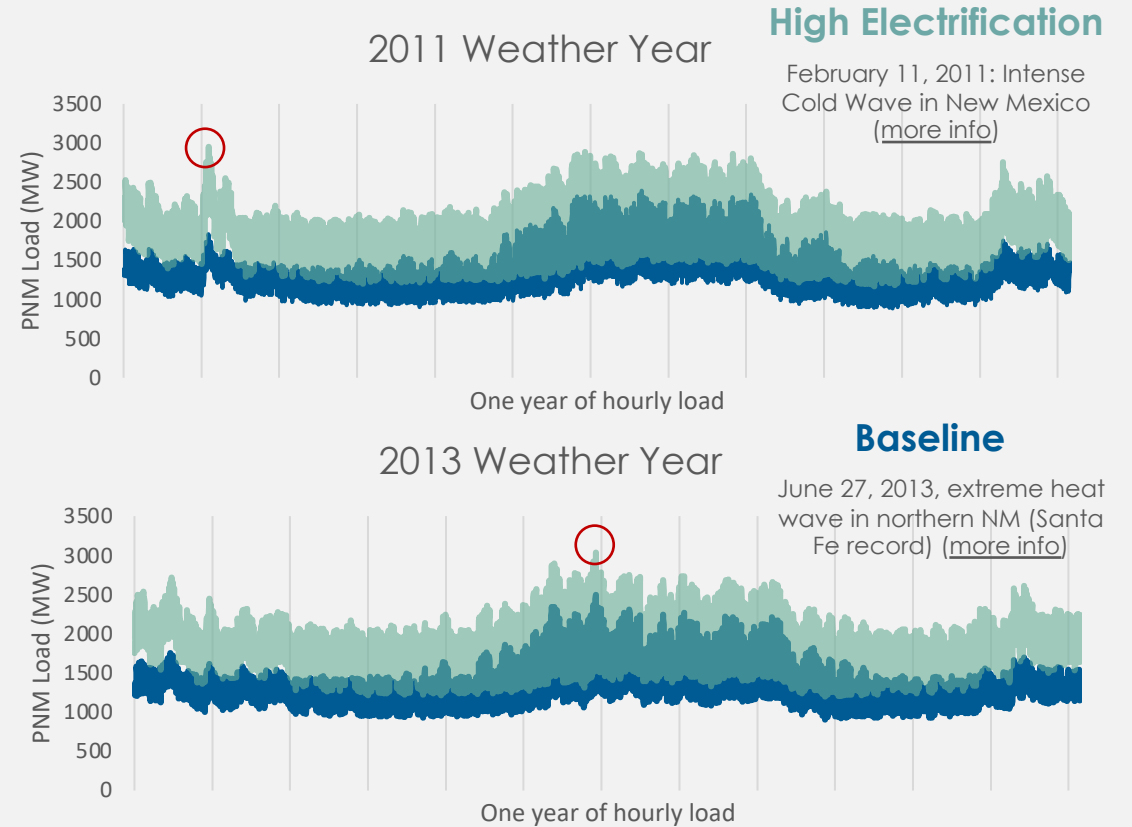 High Electrification
2011 Weather Year
February 11, 2011: Intense
Cold Wave in New Mexico
(more info)
PNM Load (MW)
3500
3000
2500
2000
1500
1000
500
0
One year of hourly load
Baseline
2013 Weather Year
June 27, 2013, extreme heat
wave in northern NM (Santa
Fe record) (more info)
PNM Load (MW)
3500
3000
2500
2000
1500
1000
500
0
One year of hourly load